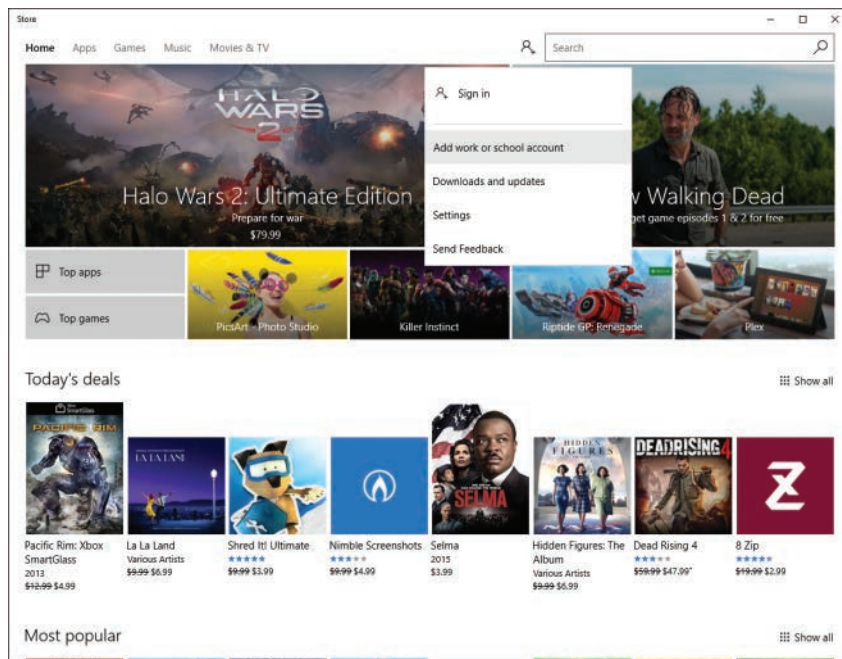 Store
Home Apps Games Music Movies & TV
Search
HALO
WARS
2
Halo Wars 2: Ultimate Edition
Prepare for war
$79.99
Sign in
Add work or school account
Downloads and updates
Settings
Send Feedback
Walking Dead
get game episodes 1 & 2 for free
Top apps
Top games
PicsArt - Photo Studio
Killer Instinct
Riptide GP: Renegade
Plex
Today's deals
Show all
SmartGlass
PACIFIC RIM
LA LA LAND
SELMA
HIDDEN
FIGURES
DEADRISING 4
Z
Pacific Rim: Xbox
SmartGlass
2013
$12.99 $4.99
La La Land
Various Artists
$9.99 $6.99
Shred It! Ultimate
$9.99 $3.99
Nimble Screenshots
$9.99 $4.99
Selma
2015
$3.99
Hidden Figures: The
Album
Various Artists
$9.99 $6.99
Dead Rising 4
$59.99 $47.99*
8 Zip
$19.99 $2.99
Most popular
Show all